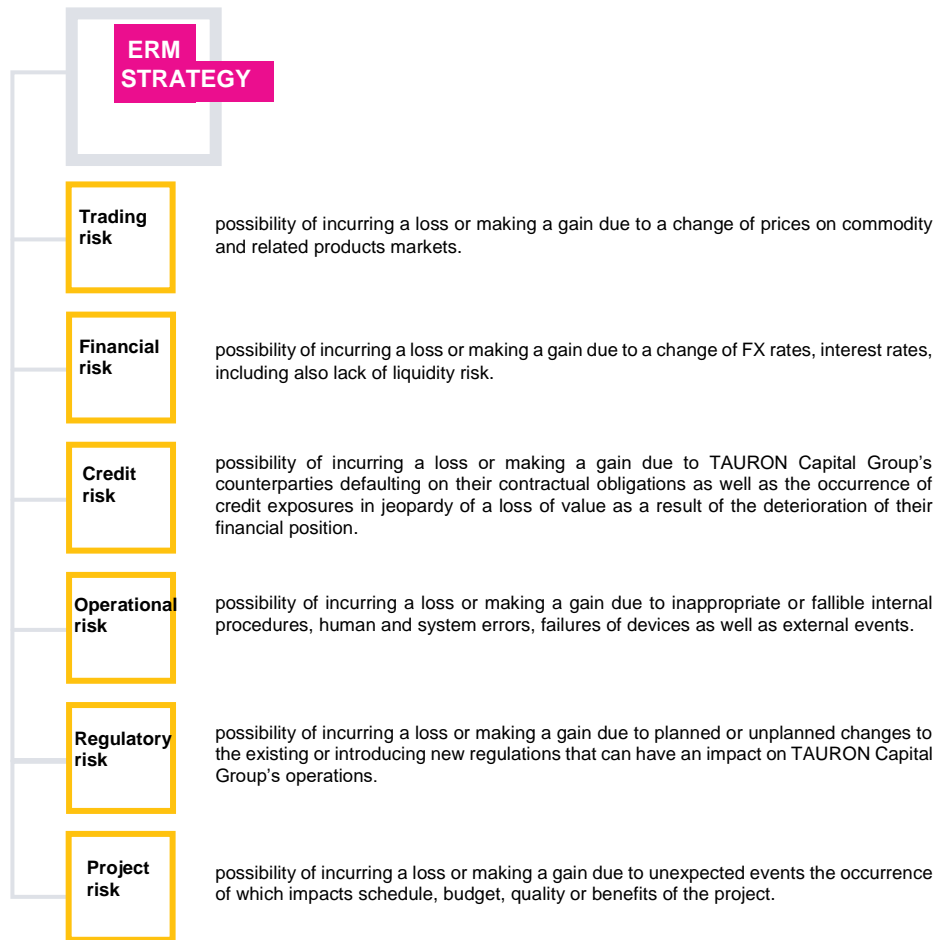 ERM
STRATEGY
Trading
risk
possibility of incurring a loss or making a gain due to a change of prices on commodity
and related products markets.
Financial
risk
possibility of incurring a loss or making a gain due to a change of FX rates, interest rates,
including also lack of liquidity risk.
Credit
risk
possibility of incurring a loss or making a gain due to TAURON Capital Group's
counterparties defaulting on their contractual obligations as well as the occurrence of
credit exposures in jeopardy of a loss of value as a result of the deterioration of their
financial position.
Operational
risk
possibility of incurring a loss or making a gain due to inappropriate or fallible internal
procedures, human and system errors, failures of devices as well as external events.
Regulatory
risk
possibility of incurring a loss or making a gain due to planned or unplanned changes to
the existing or introducing new regulations that can have an impact on TAURON Capital
Group's operations.
Project
risk
possibility of incurring a loss or making a gain due to unexpected events the occurrence
of which impacts schedule, budget, quality or benefits of the project.